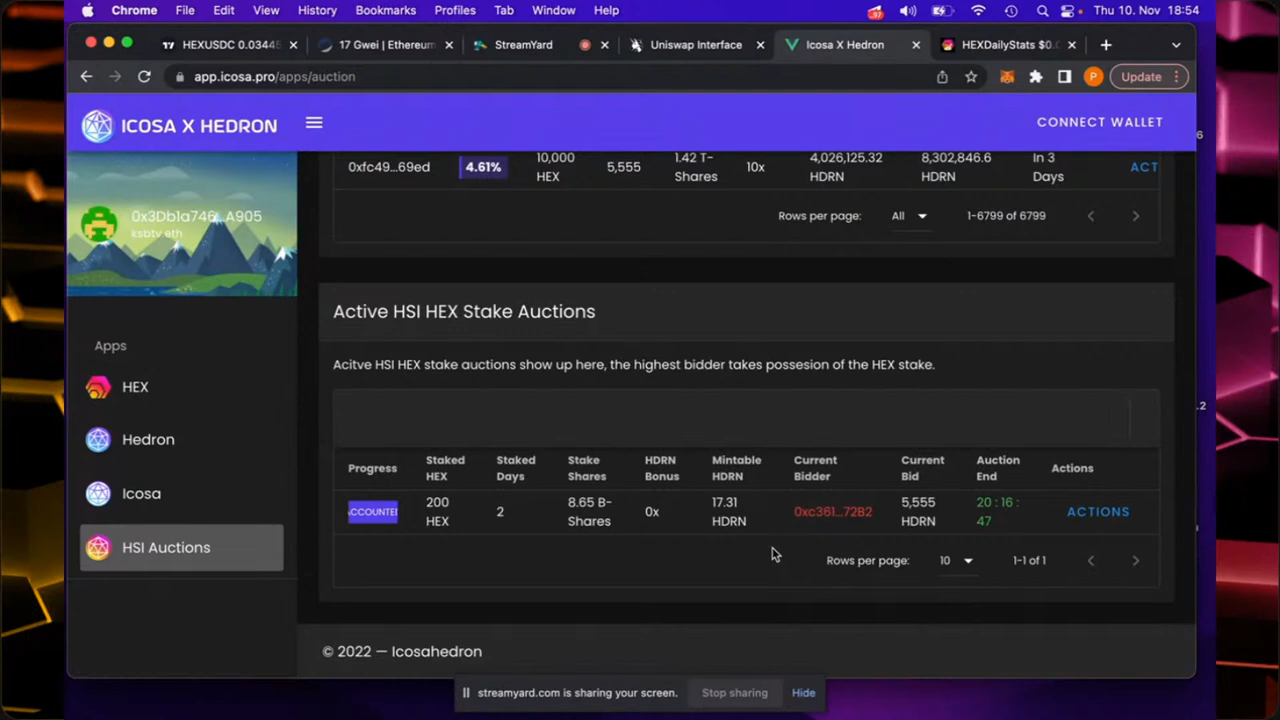 Chrome File Edit View History Bookmarks Profiles Tab Window Help Thu 10. Nov 18:54
HEXUSDC 0.0344 17 Gwei | Ethereum StreamYard Uniswap Interface Icosa X Hedron HEXDailyStats $0.
app.icosa.pro/apps/auction Update
ICOSA X HEDRON CONNECT WALLET
0xfc49...69ed 4.61% 10,000 HEX 5,555 1.42 T-Shares 10x 4,026,125.32 HDRN 8,302,846.6 HDRN In 3 Days ACT
0x3Db1a746...A905
ksbtv.eth
Rows per page: All 1-6799 of 6799
Active HSI HEX Stake Auctions
Acitve HSI HEX stake auctions show up here, the highest bidder takes possesion of the HEX stake.
Apps
HEX
Hedron
Icosa
HSI Auctions
Progress Staked HEX Staked Days Stake Shares HDRN Bonus Mintable HDRN Current Bidder Current Bid Auction End Actions
CCOUNTE 200 HEX 2 8.65 B-Shares 0x 17.31 HDRN 0xc361...72B2 5,555 HDRN 20 : 16 : 47 ACTIONS
Rows per page: 10 1-1 of 1
© 2022 — Icosahedron
streamyard.com is sharing your screen. Stop sharing Hide